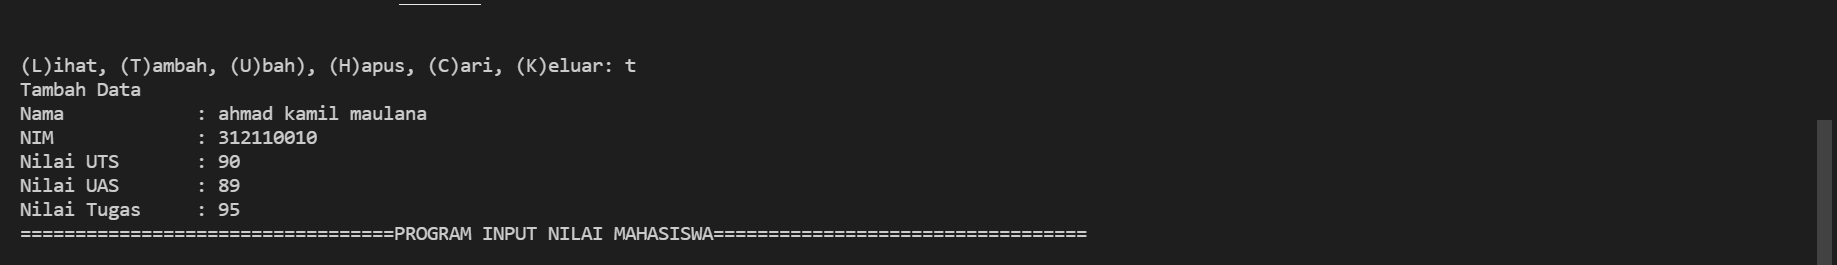 (L)ihat, (T)ambah, (U)bah), (H)apus, (C)ari, (K)eluar: t
Tambah Data
Nama            : ahmad kamil maulana
NIM             : 312110010
Nilai UTS       : 90
Nilai UAS       : 89
Nilai Tugas     : 95
==================================PROGRAM INPUT NILAI MAHASISWA==================================